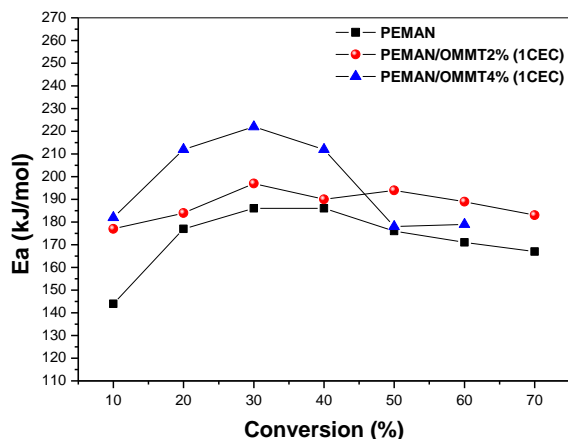 270
260
250
240
230
220
210
200
190
180
170
160
150
140
130
120
110
Ea (kJ/mol)
PEMAN
PEMAN/OMMT2% (1CEC)
PEMAN/OMMT4% (1CEC)
10 20 30 40 50 60 70
Conversion (%)